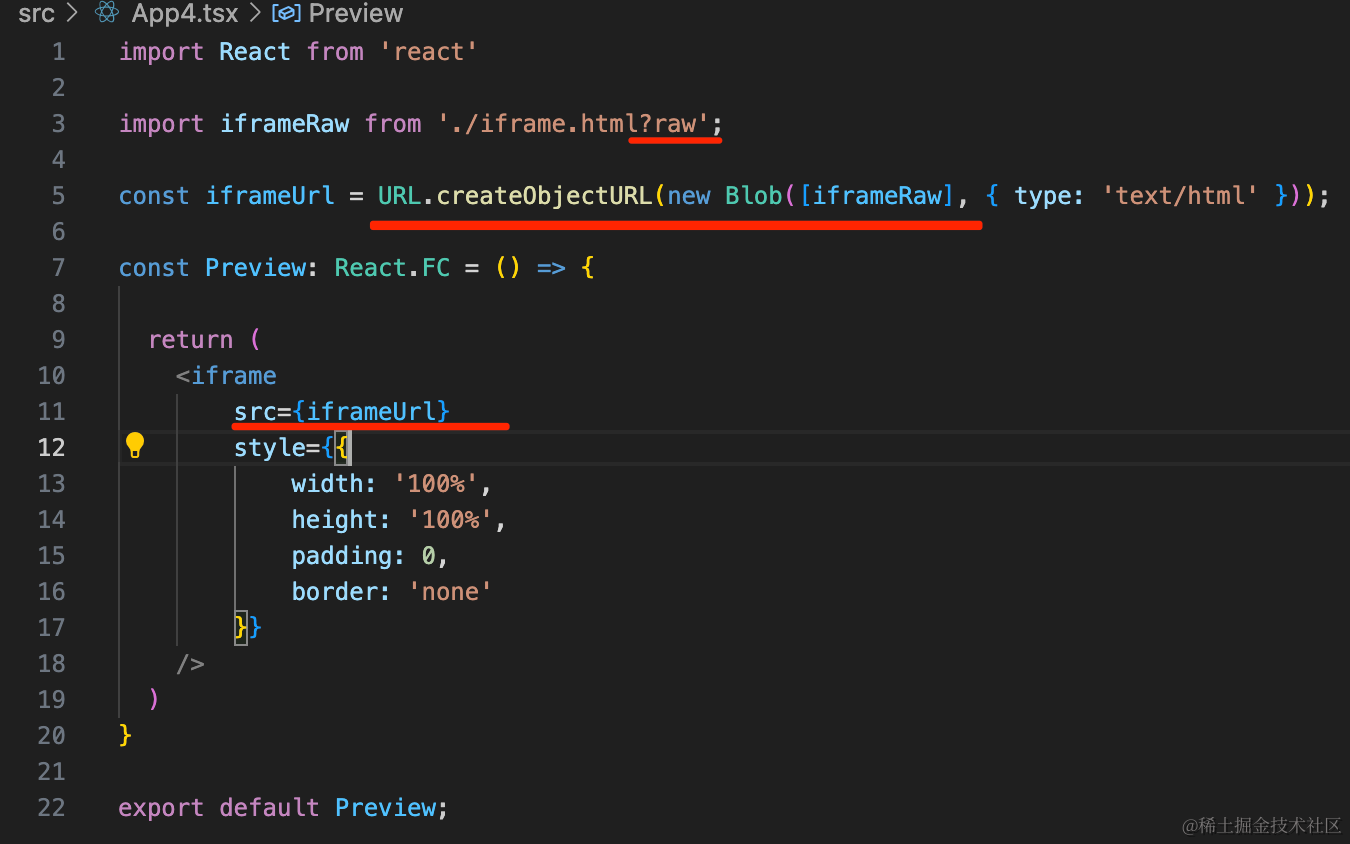 src > App4.tsx > Preview
1 import React from 'react'
2
3 import iframeRaw from './iframe.html?raw';
4
5 const iframeUrl = URL.createObjectURL(new Blob([iframeRaw], { type: 'text/html' }));
6
7 const Preview: React.FC = () => {
8
9   return (
10     <iframe
11         src={iframeUrl}
12         style={{
13             width: '100%',
14             height: '100%',
15             padding: 0,
16             border: 'none'
17         }}
18     />
19   )
20 }
21
22 export default Preview;
@稀土掘金技术社区